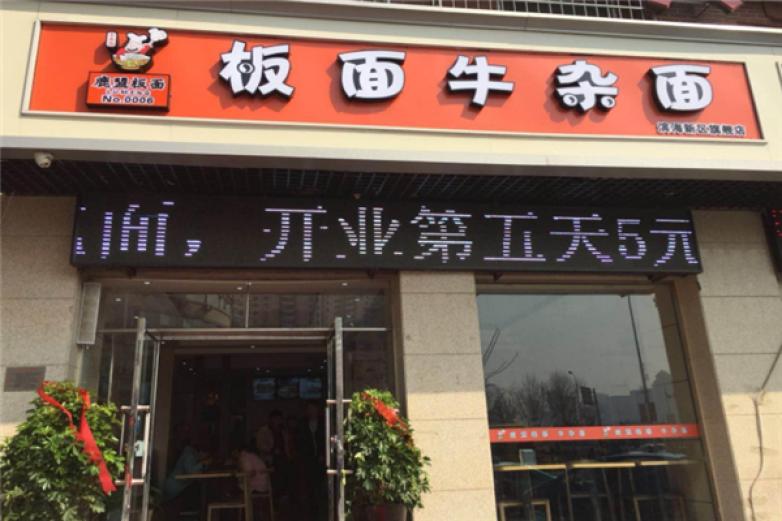 板面牛杂面
鹿盟板面
No.0006
滨海新区旗舰店
，开业第五天5元